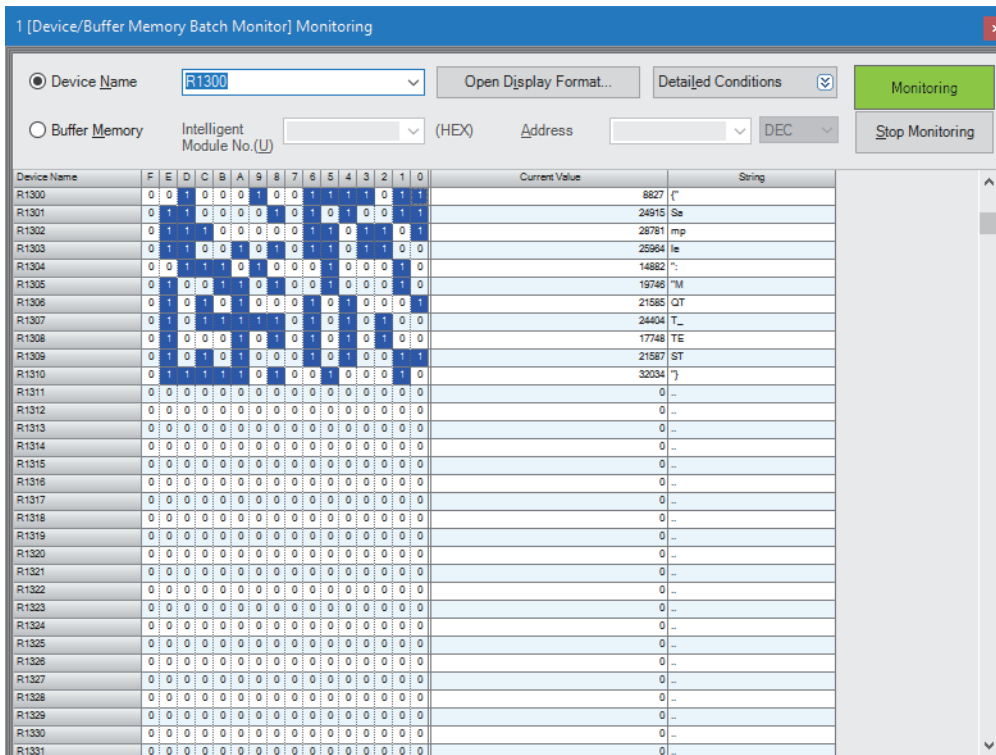 1 [Device/Buffer Memory Batch Monitor] Monitoring
Device Name R1300 Open Display Format... Detailed Conditions Monitoring
Buffer Memory Intelligent Module No.(U) (HEX) Address DEC Stop Monitoring
Device Name F E D C B A 9 8 7 6 5 4 3 2 1 0 Current Value String
R1300 0 0 1 0 0 0 1 0 0 1 1 1 1 0 1 1 8827 {"
R1301 0 1 1 0 0 0 0 1 0 1 0 1 0 0 1 1 24915 Sa
R1302 0 1 1 1 0 0 0 0 0 1 1 0 1 1 0 1 28781 mp
R1303 0 1 1 0 0 1 0 1 0 1 1 0 1 1 0 0 25964 le
R1304 0 0 1 1 1 0 1 0 0 0 1 0 0 0 1 0 14882 ":
R1305 0 1 0 0 1 1 0 1 0 0 1 0 0 0 1 0 19746 "M
R1306 0 1 0 1 0 1 0 0 0 1 0 1 0 0 0 1 21585 QT
R1307 0 1 0 1 1 1 1 1 0 1 0 1 0 1 0 0 24404 T_
R1308 0 1 0 0 0 1 0 1 0 1 0 1 0 1 0 0 17748 TE
R1309 0 1 0 1 0 1 0 0 0 1 0 1 0 0 1 1 21587 ST
R1310 0 1 1 1 1 1 0 1 0 0 1 0 0 0 1 0 32034 "}
R1311 0 0 0 0 0 0 0 0 0 0 0 0 0 0 0 0 0 ..
R1312 0 0 0 0 0 0 0 0 0 0 0 0 0 0 0 0 0 ..
R1313 0 0 0 0 0 0 0 0 0 0 0 0 0 0 0 0 0 ..
R1314 0 0 0 0 0 0 0 0 0 0 0 0 0 0 0 0 0 ..
R1315 0 0 0 0 0 0 0 0 0 0 0 0 0 0 0 0 0 ..
R1316 0 0 0 0 0 0 0 0 0 0 0 0 0 0 0 0 0 ..
R1317 0 0 0 0 0 0 0 0 0 0 0 0 0 0 0 0 0 ..
R1318 0 0 0 0 0 0 0 0 0 0 0 0 0 0 0 0 0 ..
R1319 0 0 0 0 0 0 0 0 0 0 0 0 0 0 0 0 0 ..
R1320 0 0 0 0 0 0 0 0 0 0 0 0 0 0 0 0 0 ..
R1321 0 0 0 0 0 0 0 0 0 0 0 0 0 0 0 0 0 ..
R1322 0 0 0 0 0 0 0 0 0 0 0 0 0 0 0 0 0 ..
R1323 0 0 0 0 0 0 0 0 0 0 0 0 0 0 0 0 0 ..
R1324 0 0 0 0 0 0 0 0 0 0 0 0 0 0 0 0 0 ..
R1325 0 0 0 0 0 0 0 0 0 0 0 0 0 0 0 0 0 ..
R1326 0 0 0 0 0 0 0 0 0 0 0 0 0 0 0 0 0 ..
R1327 0 0 0 0 0 0 0 0 0 0 0 0 0 0 0 0 0 ..
R1328 0 0 0 0 0 0 0 0 0 0 0 0 0 0 0 0 0 ..
R1329 0 0 0 0 0 0 0 0 0 0 0 0 0 0 0 0 0 ..
R1330 0 0 0 0 0 0 0 0 0 0 0 0 0 0 0 0 0 ..
R1331 0 0 0 0 0 0 0 0 0 0 0 0 0 0 0 0 0 ..